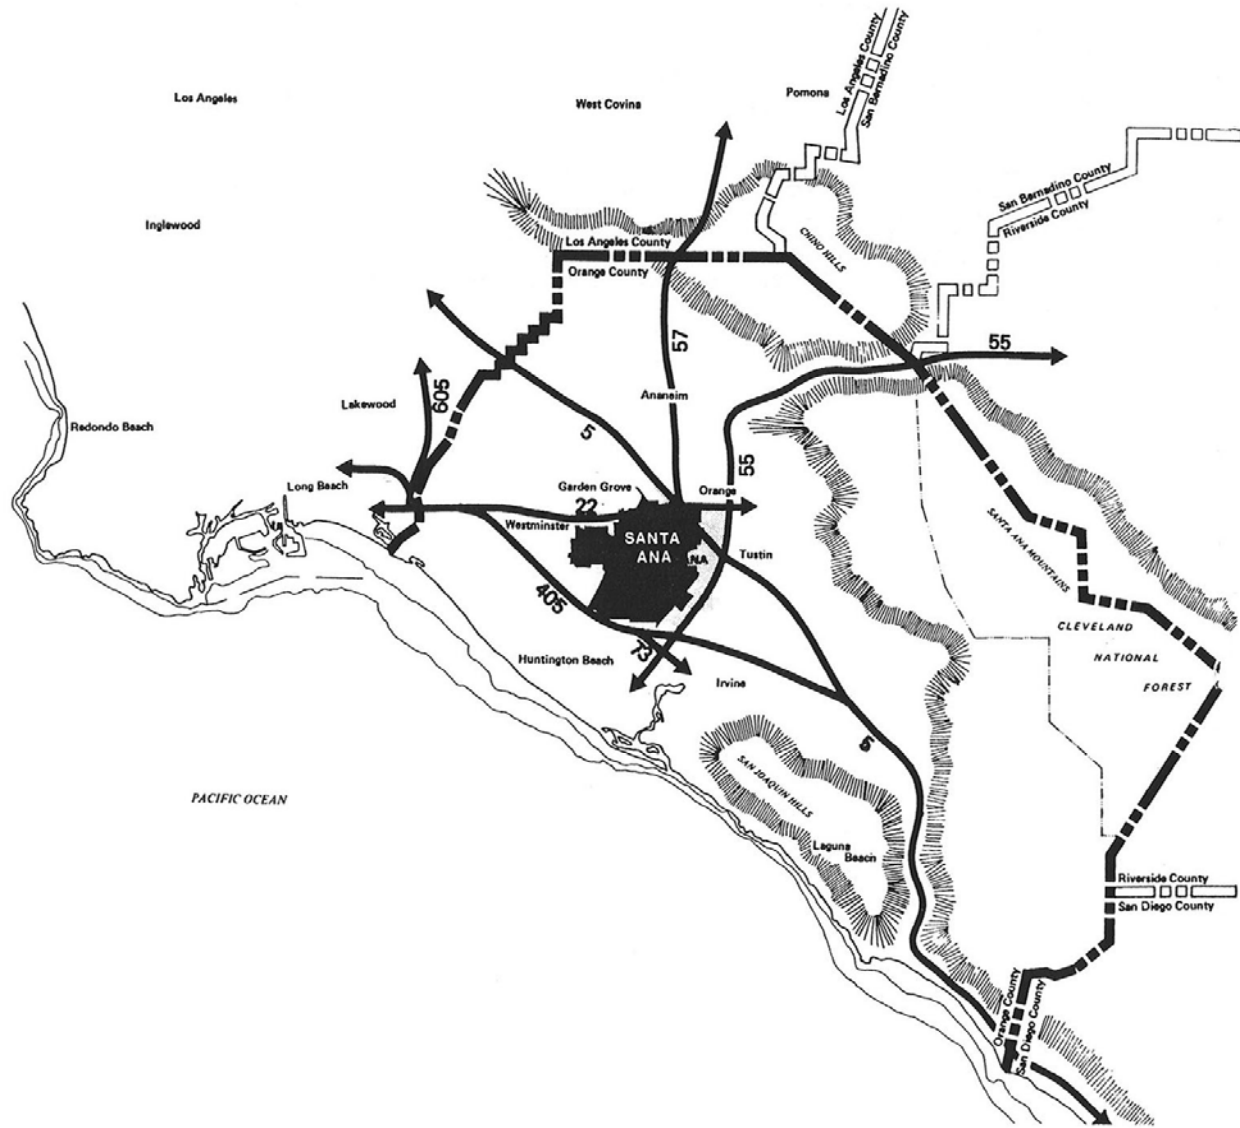 Los Angeles
West Covina
Pomona
Los Angeles County
San Bernadino County
San Bernadino County
Riverside County
Inglewood
Los Angeles County
Orange County
CHINO HILLS
57
55
Lakewood
605
Anaheim
Redondo Beach
5
55
Long Beach
Garden Grove
Orange
22
Westminster
SANTA
ANA
NA
Tustin
SANTA ANA MOUNTAINS
405
CLEVELAND
NATIONAL
FOREST
73
Huntington Beach
Irvine
5
SAN JOAQUIN HILLS
PACIFIC OCEAN
Laguna
Beach
Riverside County
San Diego County
Orange County
San Diego County